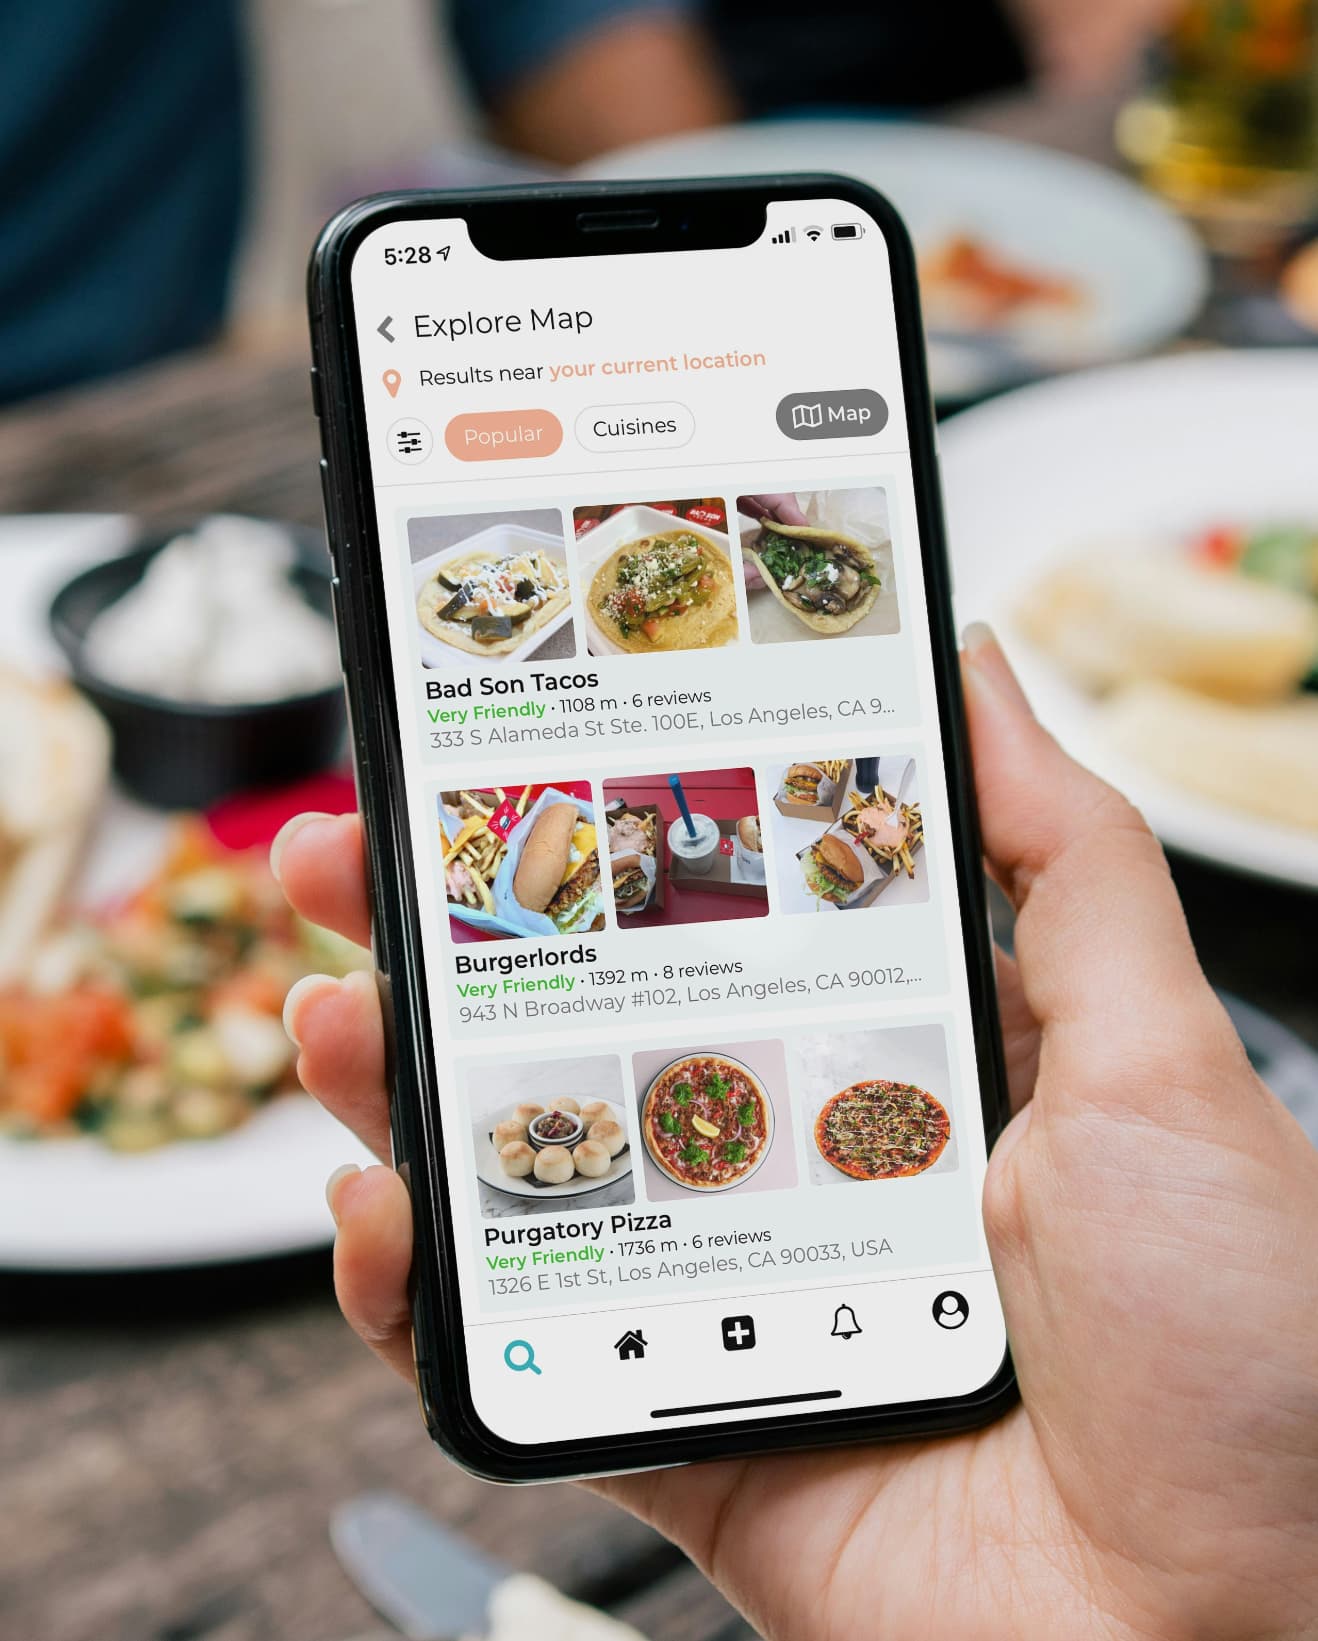 5:28
Explore Map
Results near your current location
Popular
Cuisines
Map
Bad Son Tacos
Very Friendly · 1108 m · 6 reviews
333 S Alameda St Ste. 100E, Los Angeles, CA 9...
Burgerlords
Very Friendly · 1392 m · 8 reviews
943 N Broadway #102, Los Angeles, CA 90012,...
Purgatory Pizza
Very Friendly · 1736 m · 6 reviews
1326 E 1st St, Los Angeles, CA 90033, USA